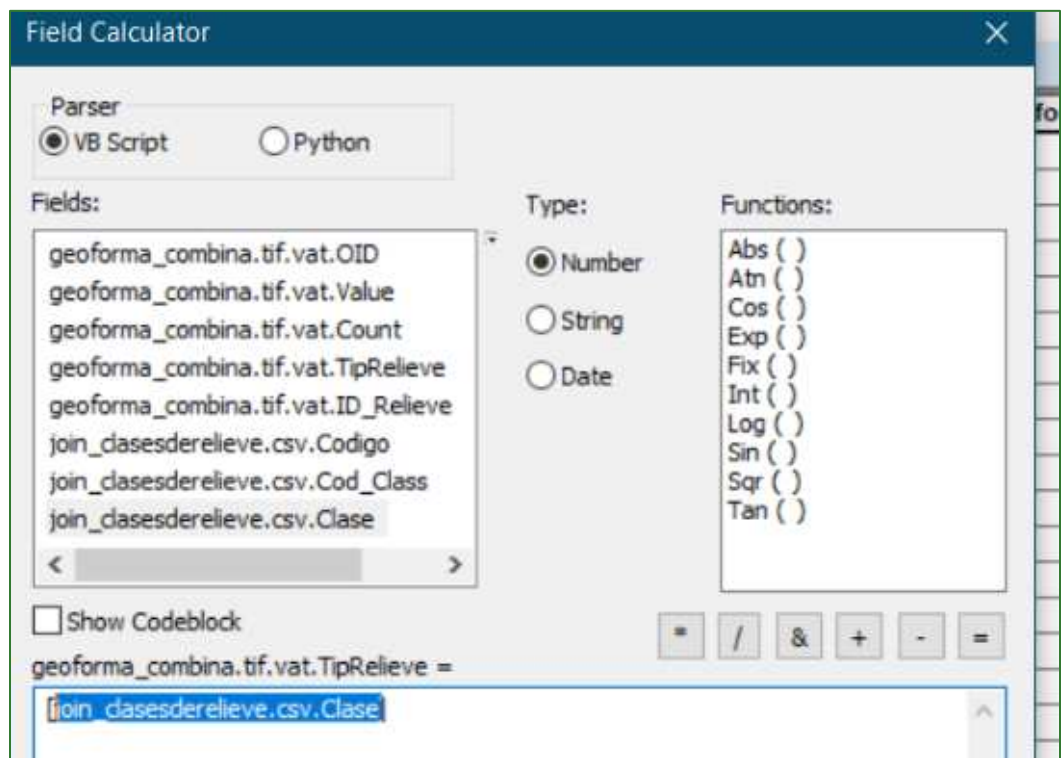 Field Calculator
Parser
VB Script
Python
Fields:
geoforma_combina.tif.vat.OID
geoforma_combina.tif.vat.Value
geoforma_combina.tif.vat.Count
geoforma_combina.tif.vat.TipRelieve
geoforma_combina.tif.vat.ID_Relieve
join_clasesderelieve.csv.Codigo
join_clasesderelieve.csv.Cod_Class
join_clasesderelieve.csv.Clase
Type:
Number
String
Date
Functions:
Abs ( )
Atn ( )
Cos ( )
Exp ( )
Fix ( )
Int ( )
Log ( )
Sin ( )
Sqr ( )
Tan ( )
Show Codeblock
* / & + - =
geoforma_combina.tif.vat.TipRelieve =
[join_clasesderelieve.csv.Clase]
fo